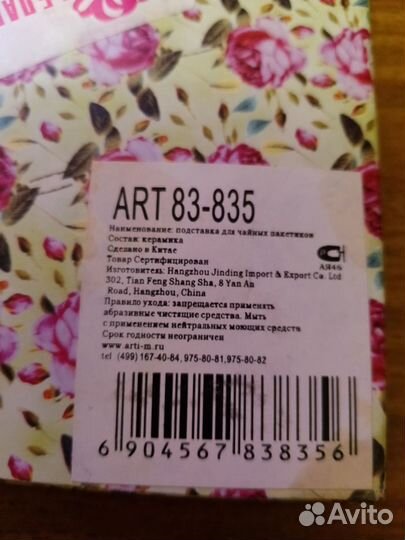 ART 83-835
Наименование: подставка для чайных пакетиков
Состав: керамика
Сделано в Китае
Товар Сертифицирован
Изготовитель: Hangzhou Jinding Import & Export Co. Ltd
302, Tian Feng Shang Sha, 8 Yan An
Road, Hangzhou, China
АЯ46
Правило ухода: запрещается применять
абразивные чистящие средства. Мыть
с применением нейтральных моющих средств
Срок годности неограничен
www.arti-m.ru
tel (499) 167-40-84, 975-80-81,975-80-82
6 904567 838356
Avito